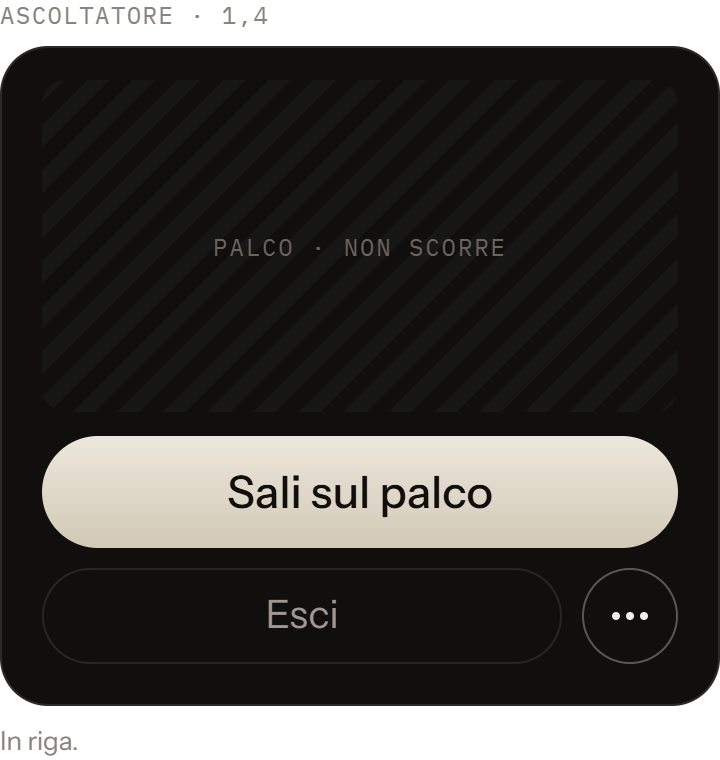 ASCOLTATORE · 1,4
PALCO · NON SCORRE
Sali sul palco
Esci
In riga.